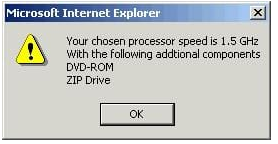 Microsoft Internet Explorer
Your chosen processor speed is 1.5 GHz
With the following addtional components
DVD-ROM
ZIP Drive
OK